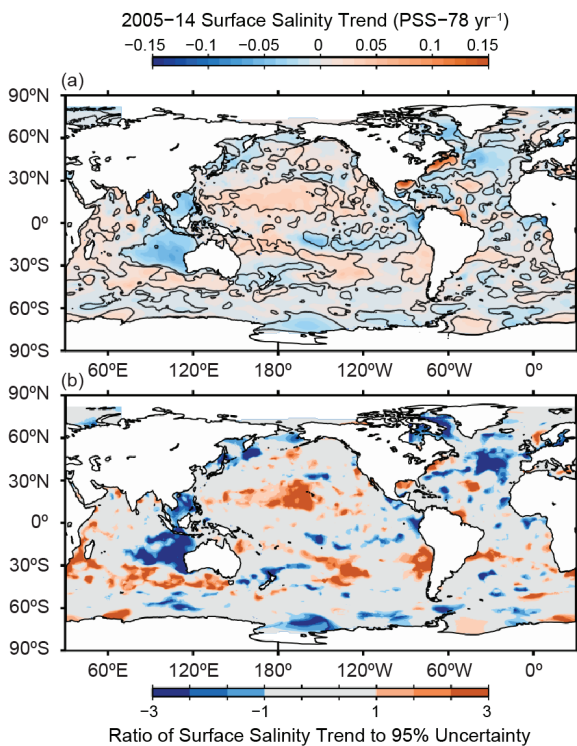 2005-14 Surface Salinity Trend (PSS-78 yr⁻¹)
−0.15 −0.1 −0.05 0 0.05 0.10 0.15
(a)
90ºN
60ºN
30ºN
0º
30ºS
60ºS
90ºS
60ºE 120ºE 180ºW 120ºW 60ºW 0º
(b)
90ºN
60ºN
30ºN
0º
30ºS
60ºS
90ºS
60ºE 120ºE 180ºW 120ºW 60ºW 0º
−3 −1 1 3
Ratio of Surface Salinity Trend to 95% Uncertainty